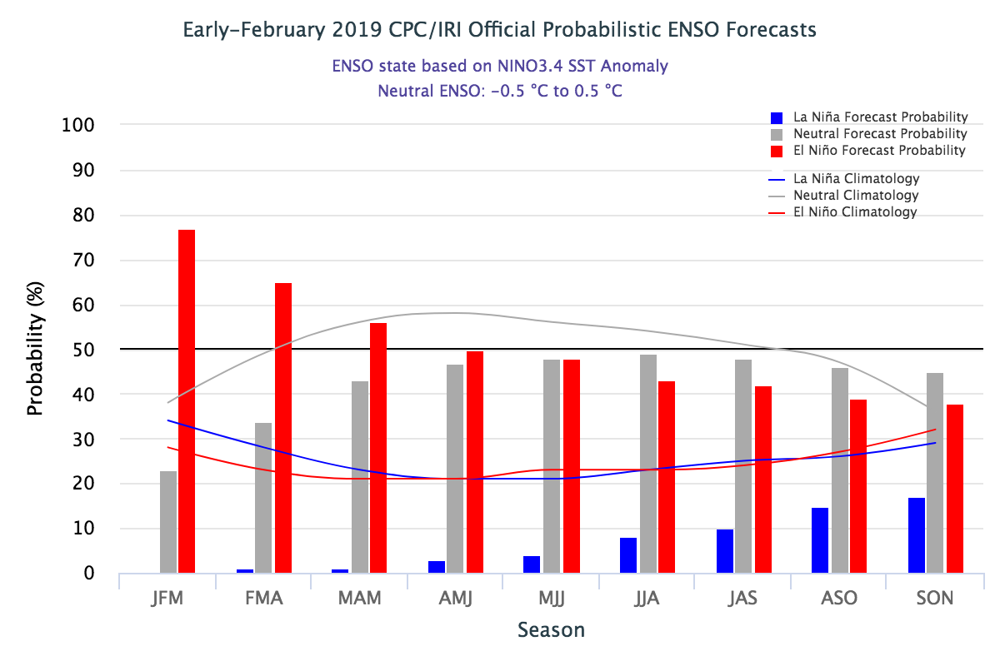 Early-February 2019 CPC/IRI Official Probabilistic ENSO Forecasts
ENSO state based on NINO3.4 SST Anomaly
Neutral ENSO: -0.5 °C to 0.5 °C
La Niña Forecast Probability
Neutral Forecast Probability
El Niño Forecast Probability
La Niña Climatology
Neutral Climatology
El Niño Climatology
Probability (%)
100
90
80
70
60
50
40
30
20
10
0
JFM FMA MAM AMJ MJJ JJA JAS ASO SON
Season